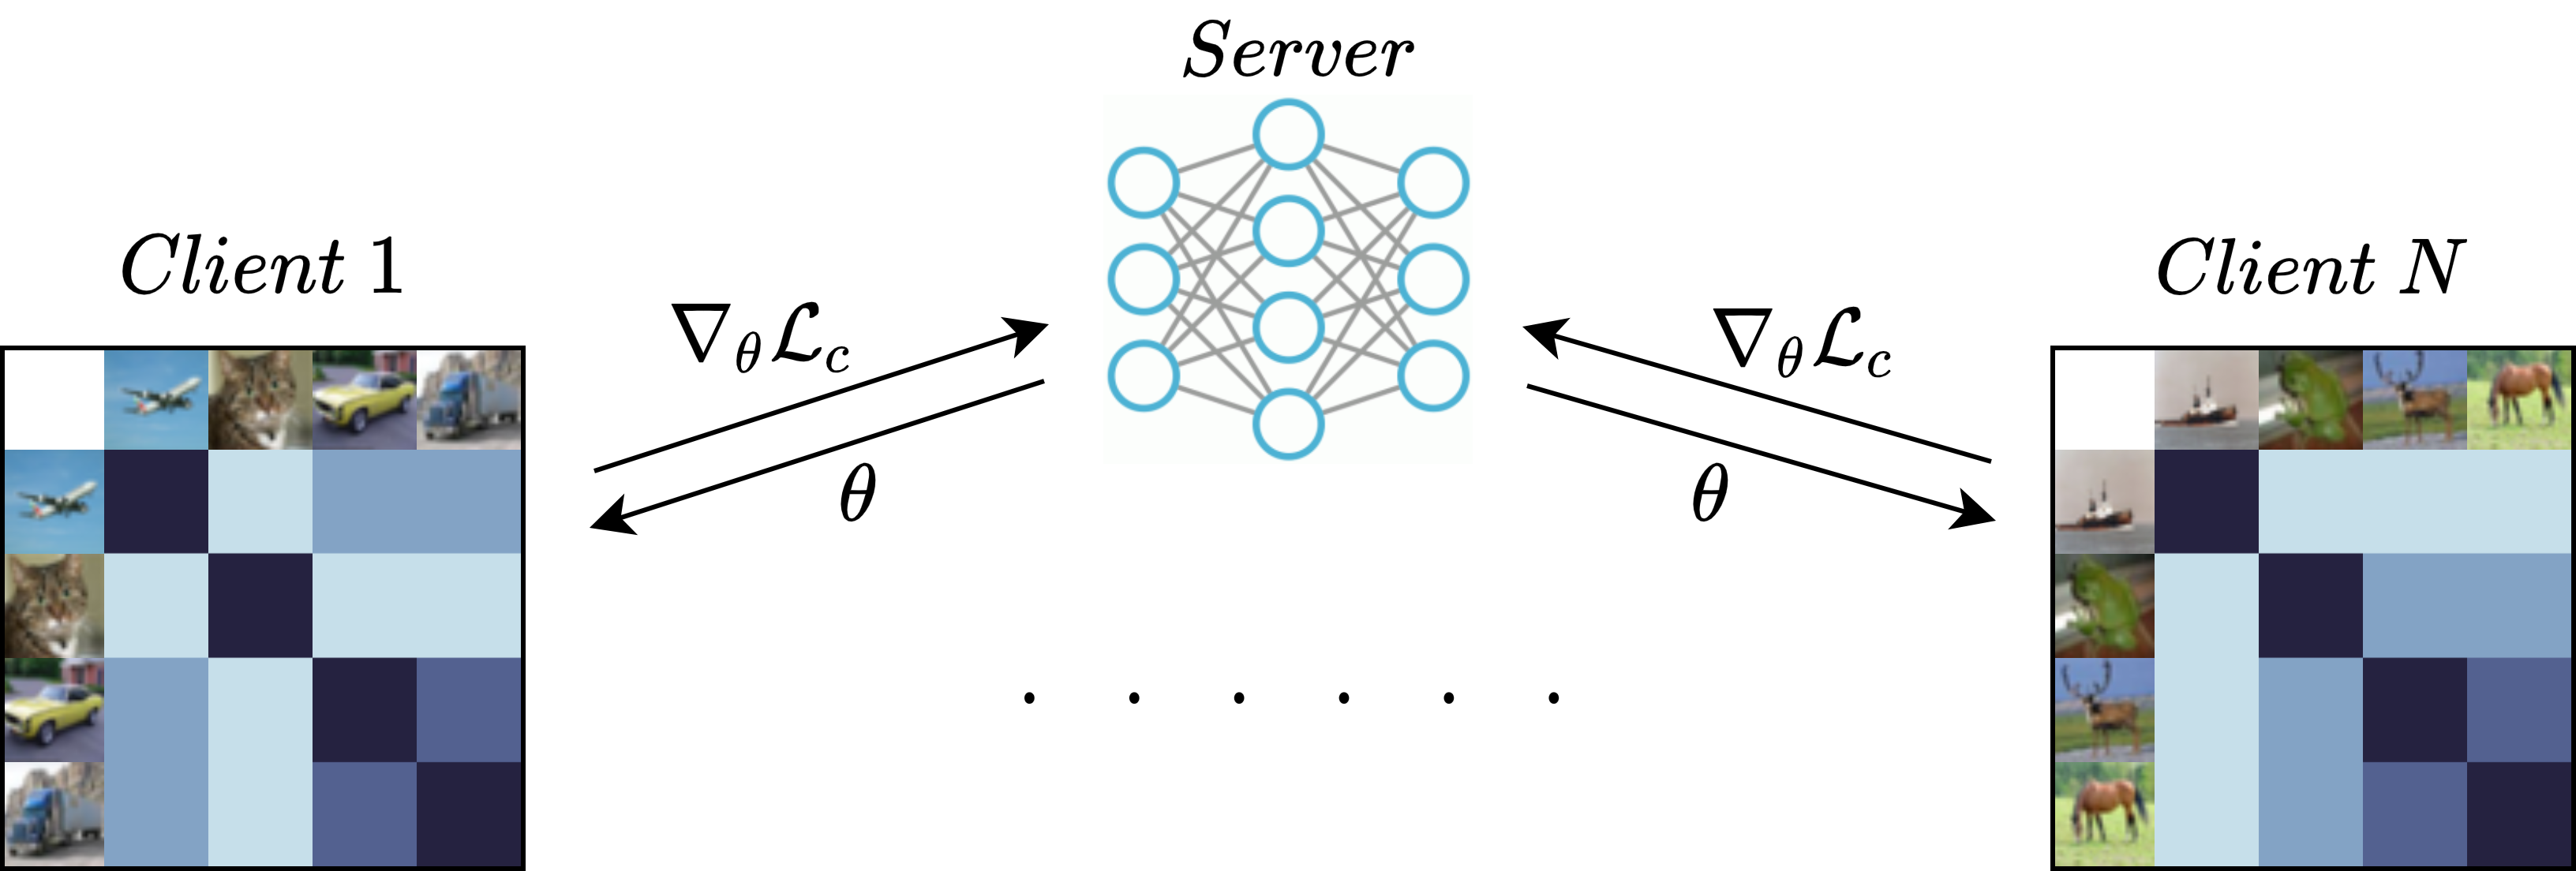 Server
Client 1
Client N
∇θℒc
∇θℒc
θ
θ
. . . . . .